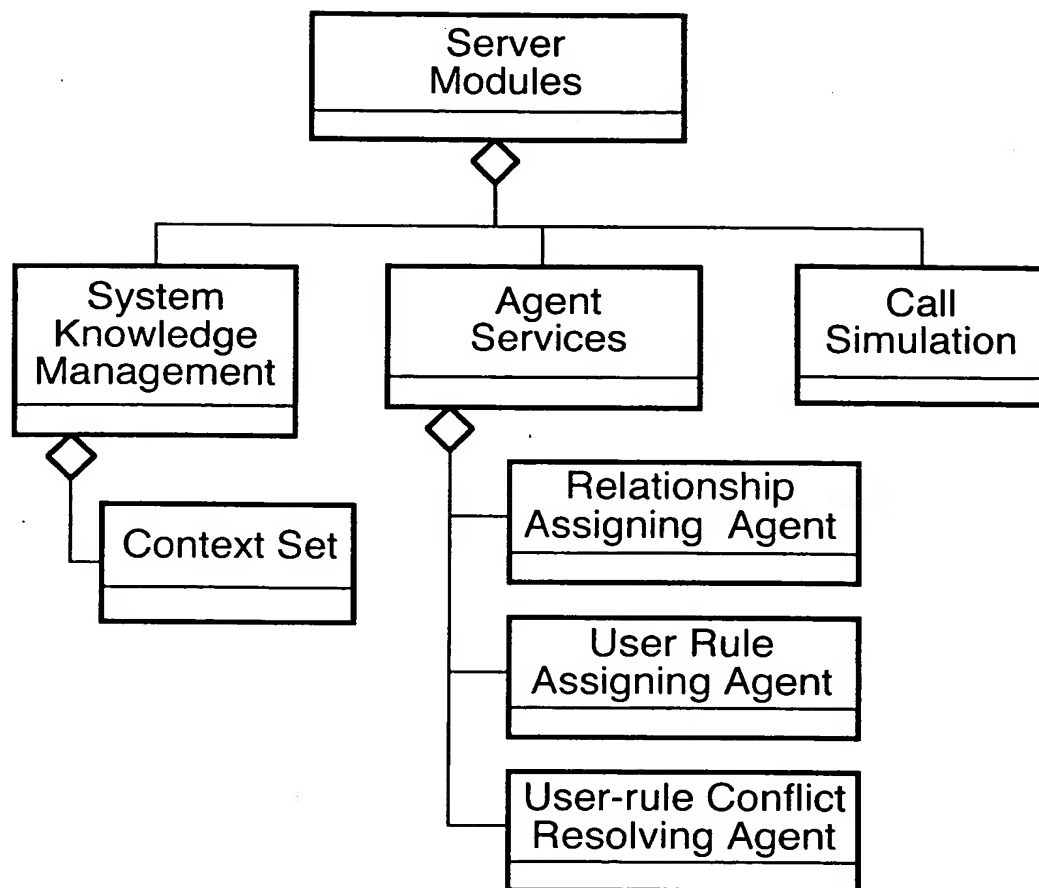 Server
Modules
System
Knowledge
Management
Agent
Services
Call
Simulation
Context Set
Relationship
Assigning Agent
User Rule
Assigning Agent
User-rule Conflict
Resolving Agent